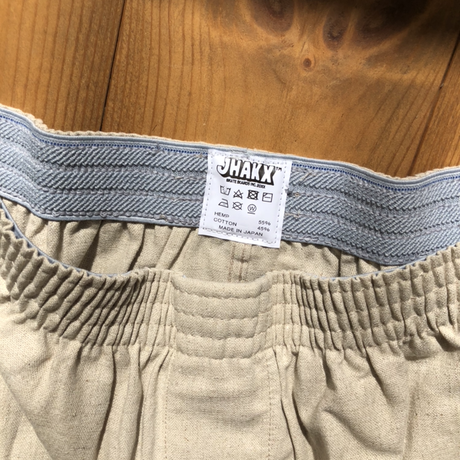 JHAKX
HEMP 55%
COTTON 45%
MADE IN JAPAN